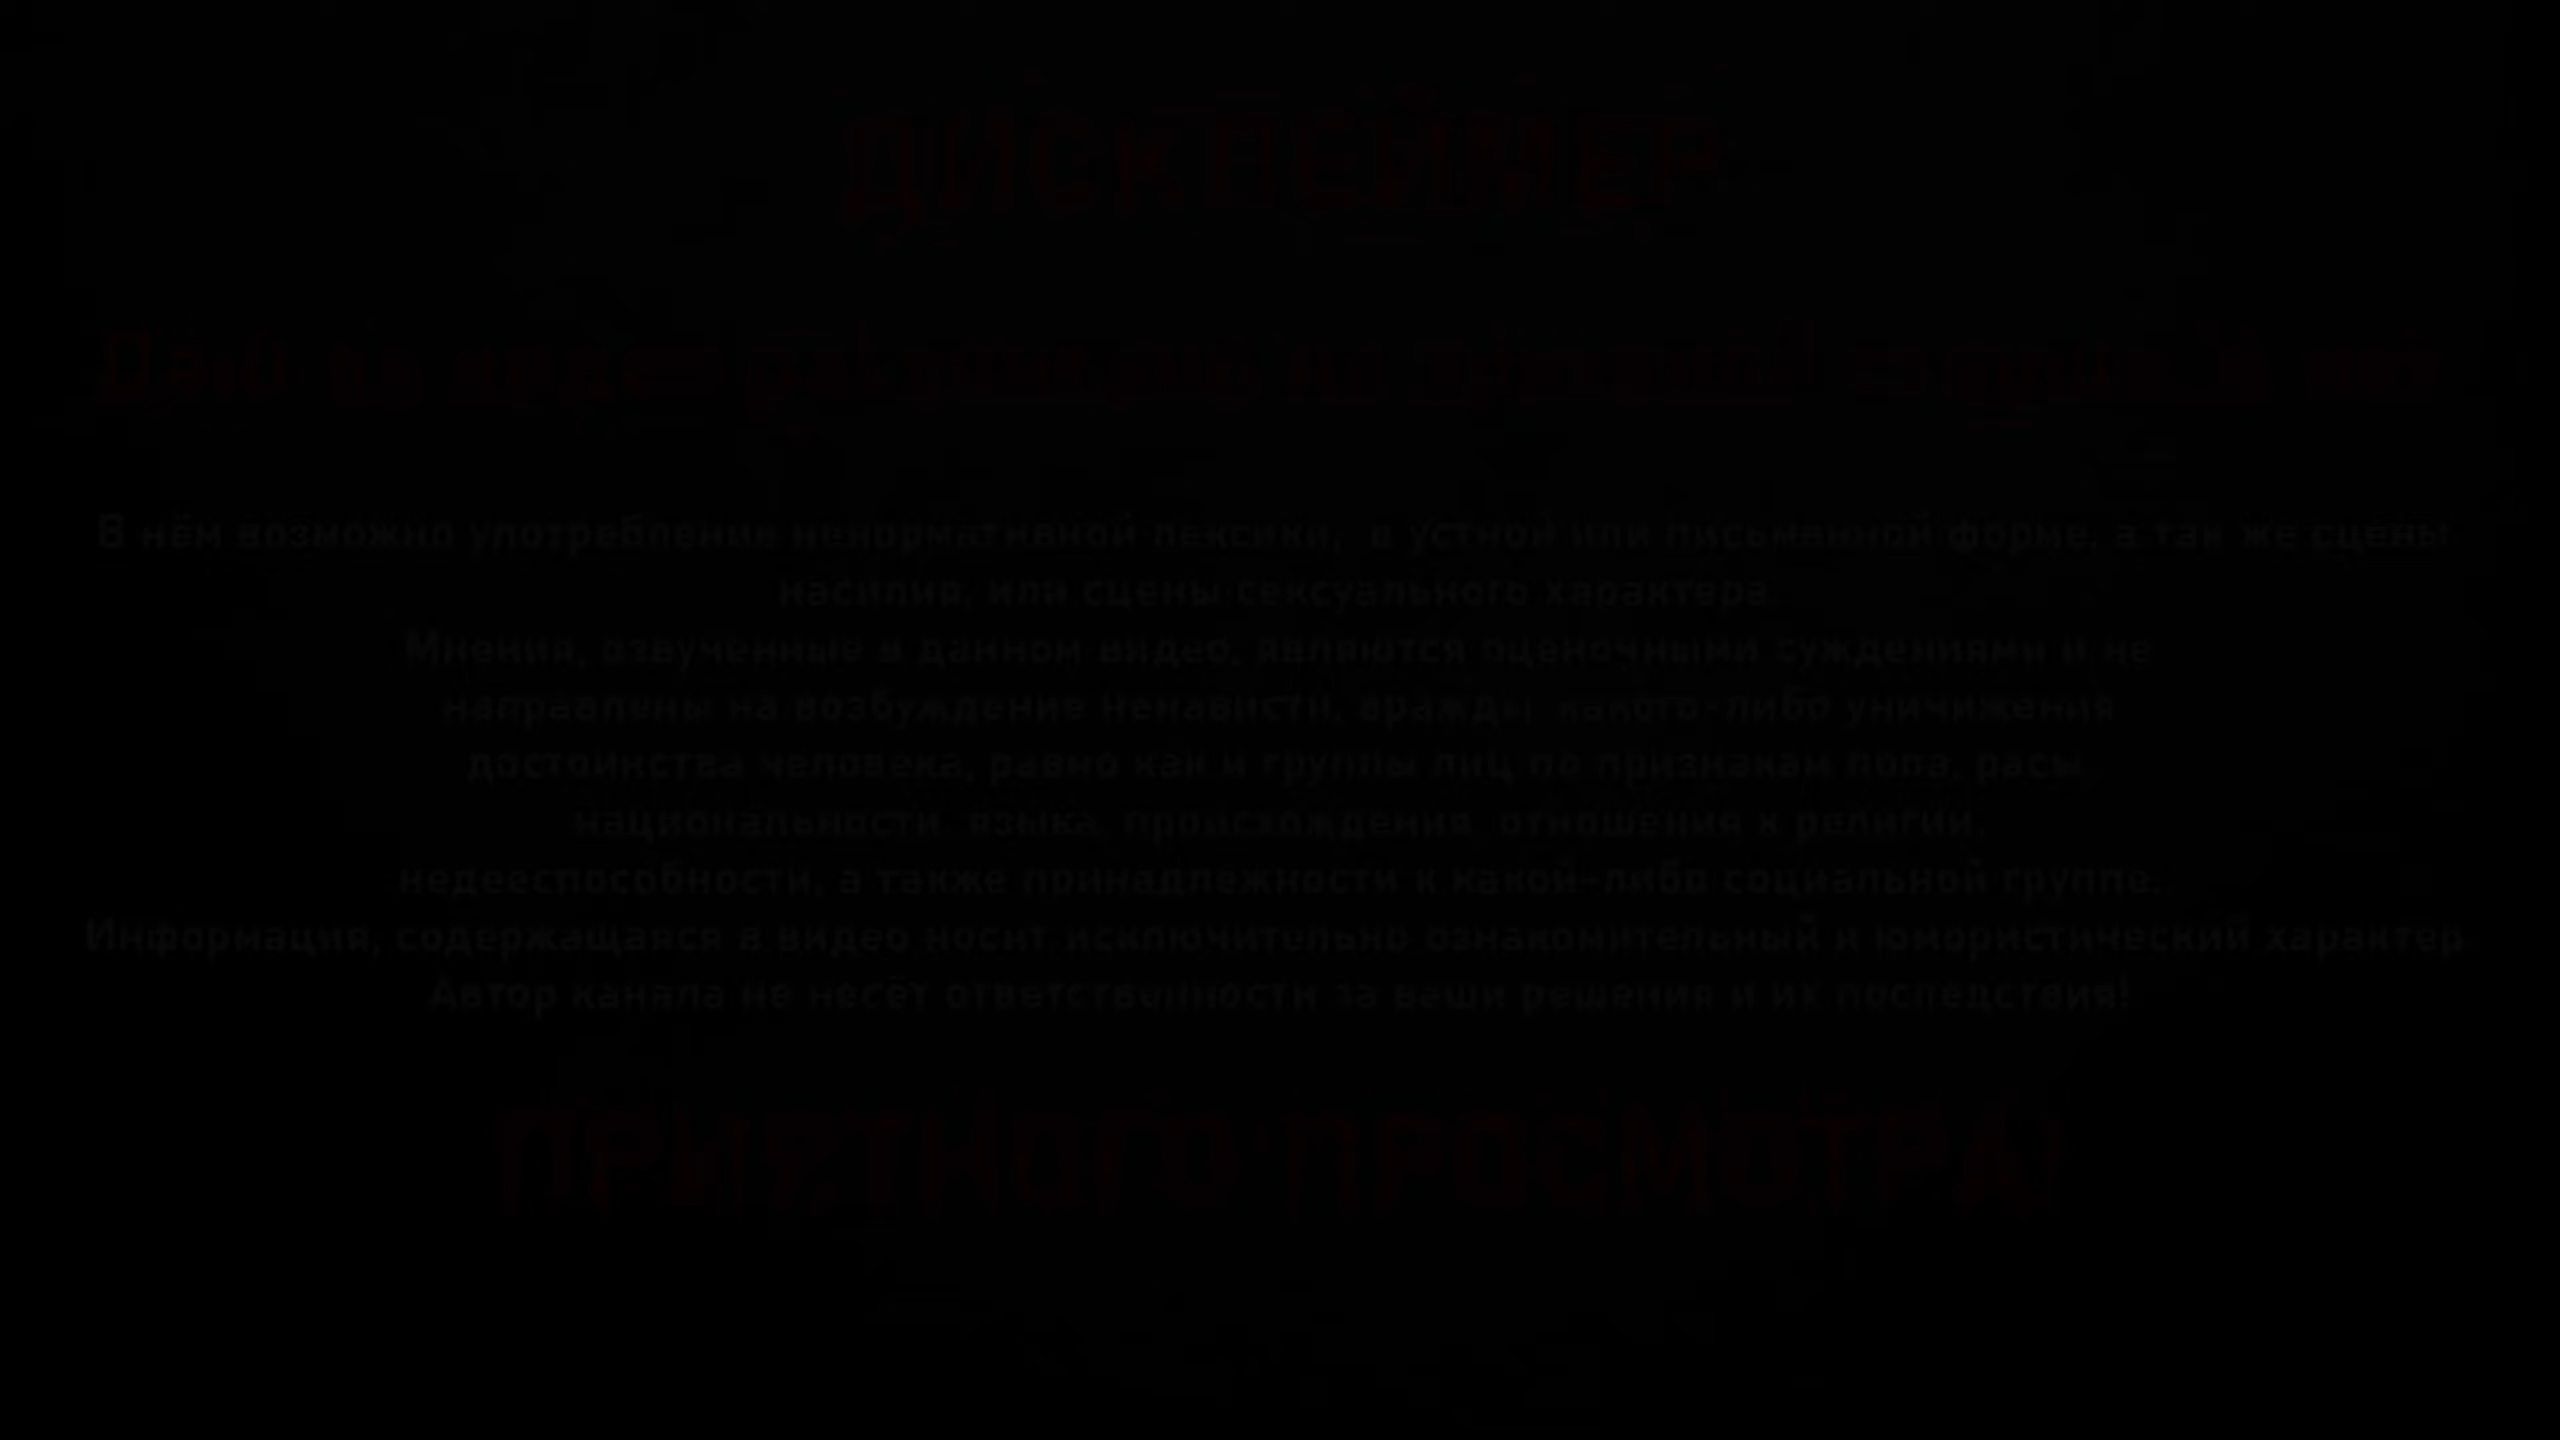 ДИСКЛЕЙМЕР
В нём возможно употребление ненормативной лексики, в устной или письменной форме, а так же сцены
насилия, или сцены сексуального характера.
Мнения, озвученные в данном видео, являются оценочными суждениями и не
направлены на возбуждение ненависти, вражды, какого-либо уничижения
достоинства человека, равно как и группы лиц по признакам пола, расы,
национальности, языка, происхождения, отношения к религии,
недееспособности, а также принадлежности к какой-либо социальной группе.
Информация, содержащаяся в видео носит исключительно ознакомительный и юмористический характер.
Автор канала не несёт ответственности за ваши решения и их последствия!
ПРИЯТНОГО ПРОСМОТРА!